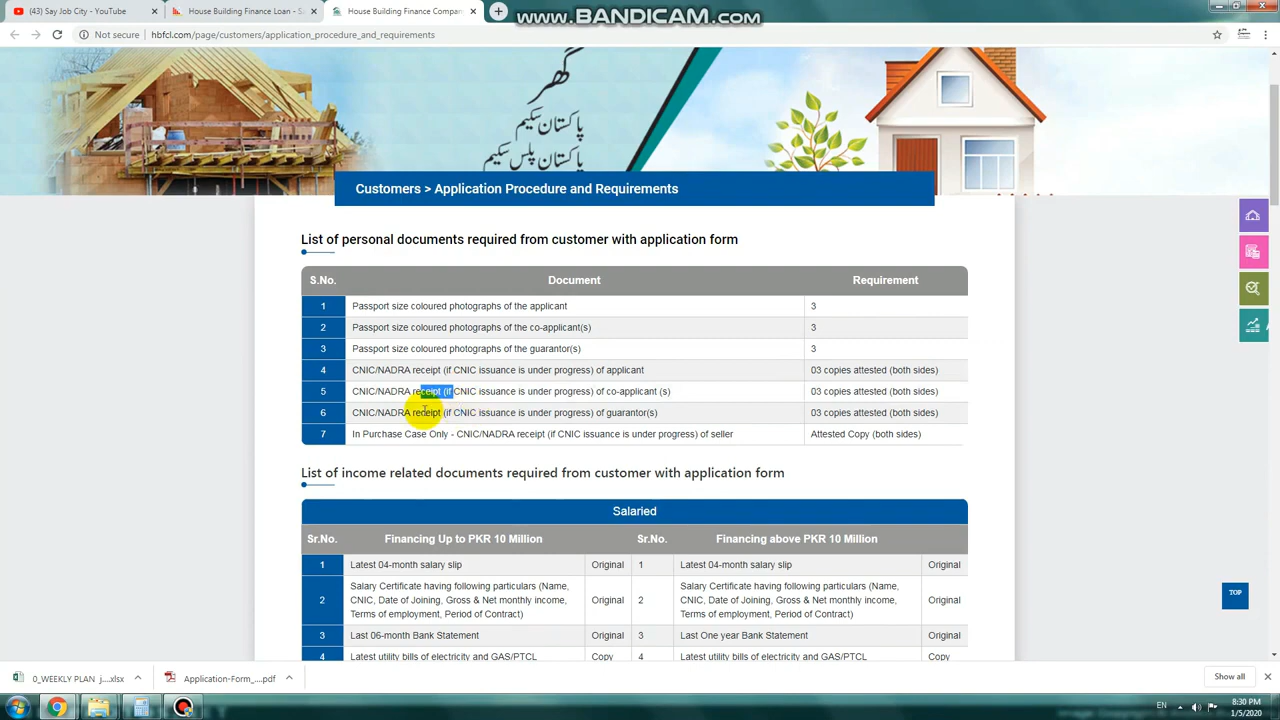 (43) Say Job City - YouTube
House Building Finance Loan - S
House Building Finance Compan
www.BANDICAM.com
Not secure | hbfcl.com/page/customers/application_procedure_and_requirements
گھر
پاکستان سکیم
پاکستان پلس سکیم
Customers > Application Procedure and Requirements
List of personal documents required from customer with application form
S.No. Document Requirement
1 Passport size coloured photographs of the applicant 3
2 Passport size coloured photographs of the co-applicant(s) 3
3 Passport size coloured photographs of the guarantor(s) 3
4 CNIC/NADRA receipt (if CNIC issuance is under progress) of applicant 03 copies attested (both sides)
5 CNIC/NADRA receipt (if CNIC issuance is under progress) of co-applicant (s) 03 copies attested (both sides)
6 CNIC/NADRA receipt (if CNIC issuance is under progress) of guarantor(s) 03 copies attested (both sides)
7 In Purchase Case Only - CNIC/NADRA receipt (if CNIC issuance is under progress) of seller Attested Copy (both sides)
List of income related documents required from customer with application form
Salaried
Sr.No. Financing Up to PKR 10 Million Sr.No. Financing above PKR 10 Million
1 Latest 04-month salary slip Original 1 Latest 04-month salary slip Original
2 Salary Certificate having following particulars (Name, CNIC, Date of Joining, Gross & Net monthly income, Terms of employment, Period of Contract) Original 2 Salary Certificate having following particulars (Name, CNIC, Date of Joining, Gross & Net monthly income, Terms of employment, Period of Contract) Original
3 Last 06-month Bank Statement Original 3 Last One year Bank Statement Original
4 Latest utility bills of electricity and GAS/PTCL Copy 4 Latest utility bills of electricity and GAS/PTCL Copy
TOP
0_WEEKLY PLAN j....xlsx
Application-Form_....pdf
Show all
EN
8:30 PM
1/5/2020